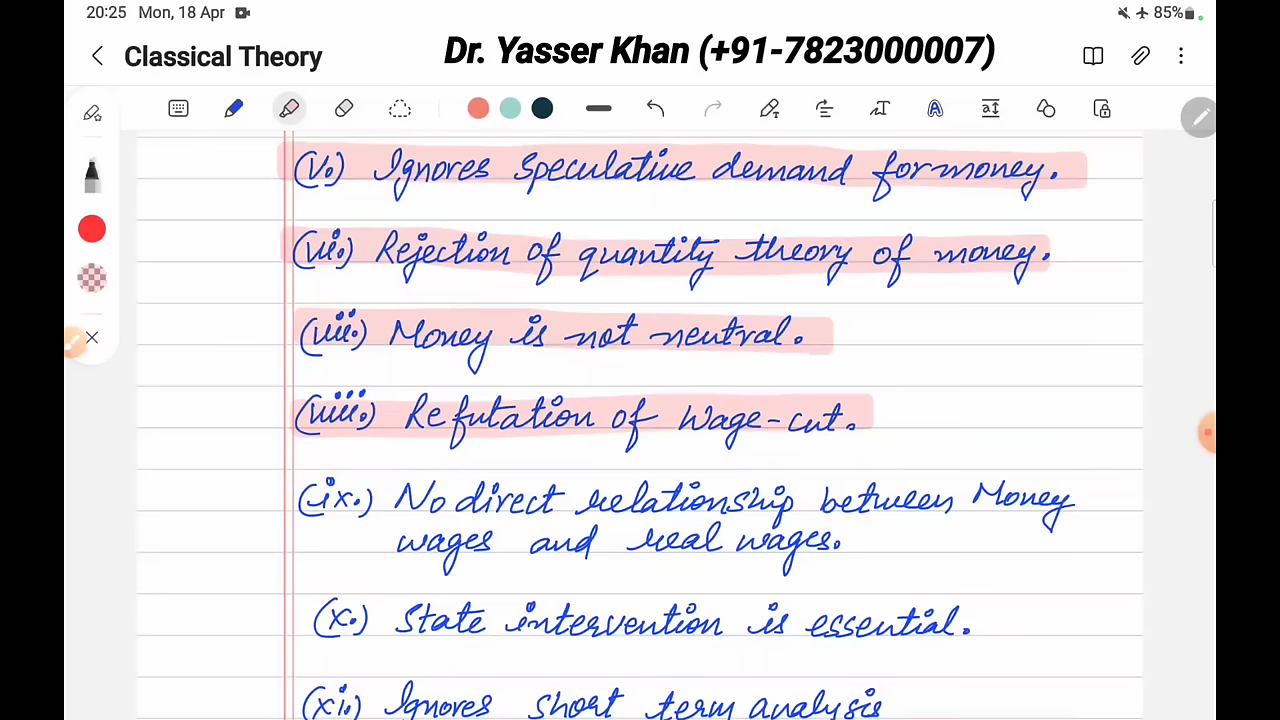 20:25 Mon, 18 Apr
85%
Classical Theory
Dr. Yasser Khan (+91-7823000007)
(v.) Ignores speculative demand for money.
(vi.) Rejection of quantity theory of money.
(vii.) Money is not neutral.
(viii.) Refutation of Wage-cut.
(ix.) No direct relationship between Money
wages and real wages.
(x.) State intervention is essential.
(xi.) Ignores short term analysis